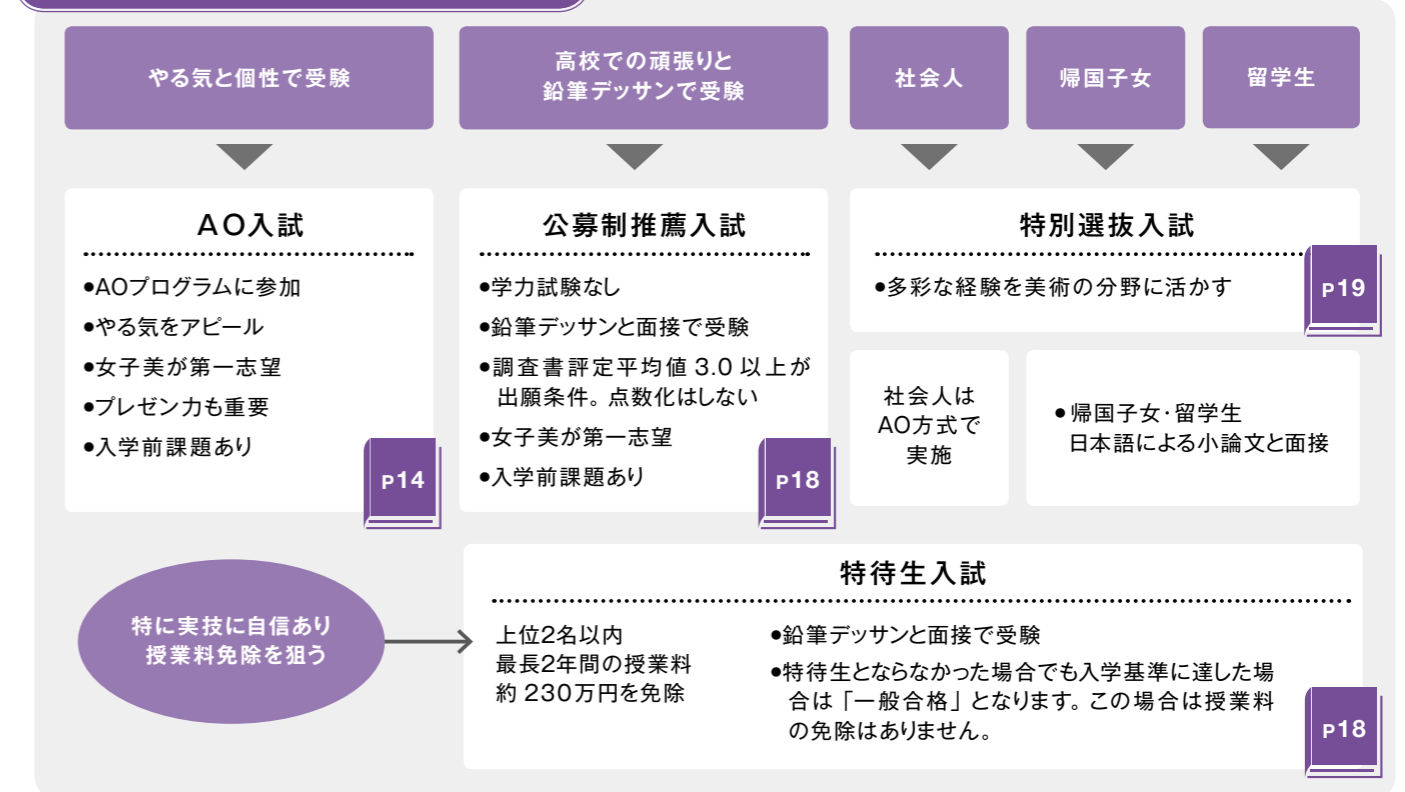 やる気と個性で受験
高校での頑張りと
鉛筆デッサンで受験
社会人
帰国子女
留学生
AO入試
●AOプログラムに参加
●やる気をアピール
●女子美が第一志望
●プレゼン力も重要
●入学前課題あり
P14
公募制推薦入試
●学力試験なし
●鉛筆デッサンと面接で受験
●調査書評定平均値 3.0 以上が
出願条件。点数化はしない
●女子美が第一志望
●入学前課題あり
P18
特別選抜入試
●多彩な経験を美術の分野に活かす
P19
社会人は
AO方式で
実施
●帰国子女・留学生
日本語による小論文と面接
特に実技に自信あり
授業料免除を狙う
特待生入試
上位2名以内
最長2年間の授業料
約 230万円を免除
●鉛筆デッサンと面接で受験
●特待生とならなかった場合でも入学基準に達した場
合は「一般合格」となります。この場合は授業料
の免除はありません。
P18